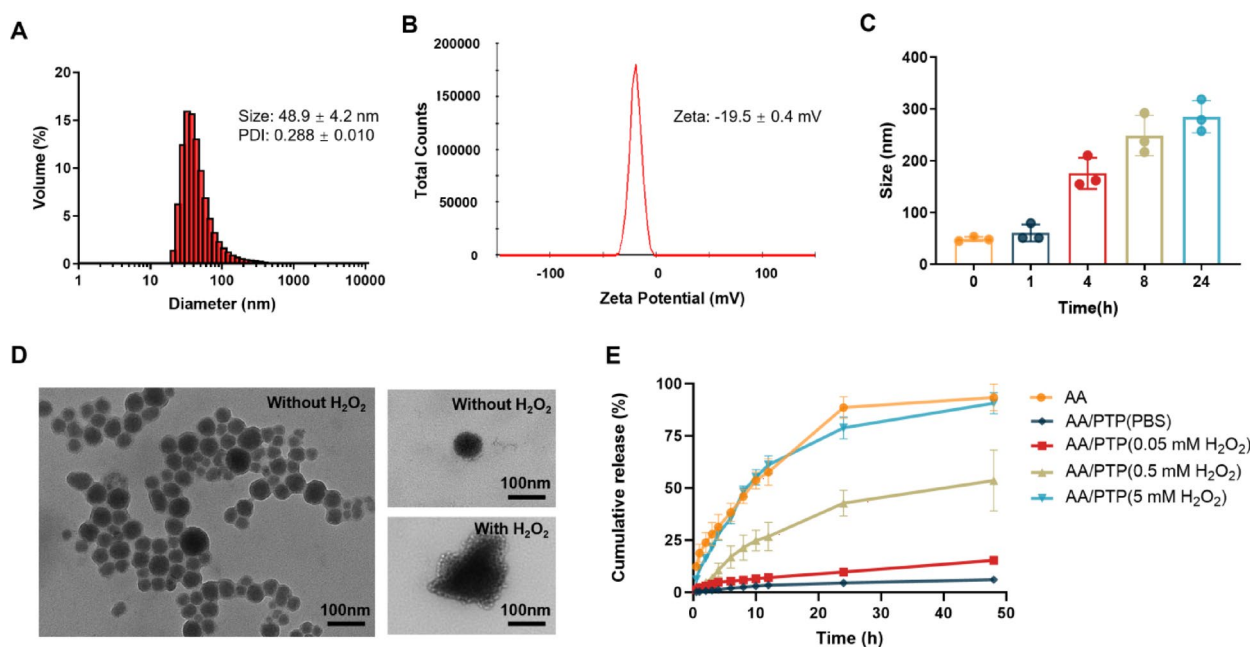 A
Volume (%)
20
15
10
5
0
1
10
100
1000
10000
Diameter (nm)
Size: 48.9 ± 4.2 nm
PDI: 0.288 ± 0.010
B
Total Counts
200000
150000
100000
50000
0
-100
0
100
Zeta Potential (mV)
Zeta: -19.5 ± 0.4 mV
C
Size (nm)
400
300
200
100
0
0
1
4
8
24
Time(h)
D
Without H₂O₂
100nm
Without H₂O₂
100nm
With H₂O₂
100nm
E
Cumulative release (%)
100
75
50
25
0
0
10
20
30
40
50
Time (h)
AA
AA/PTP(PBS)
AA/PTP(0.05 mM H₂O₂)
AA/PTP(0.5 mM H₂O₂)
AA/PTP(5 mM H₂O₂)